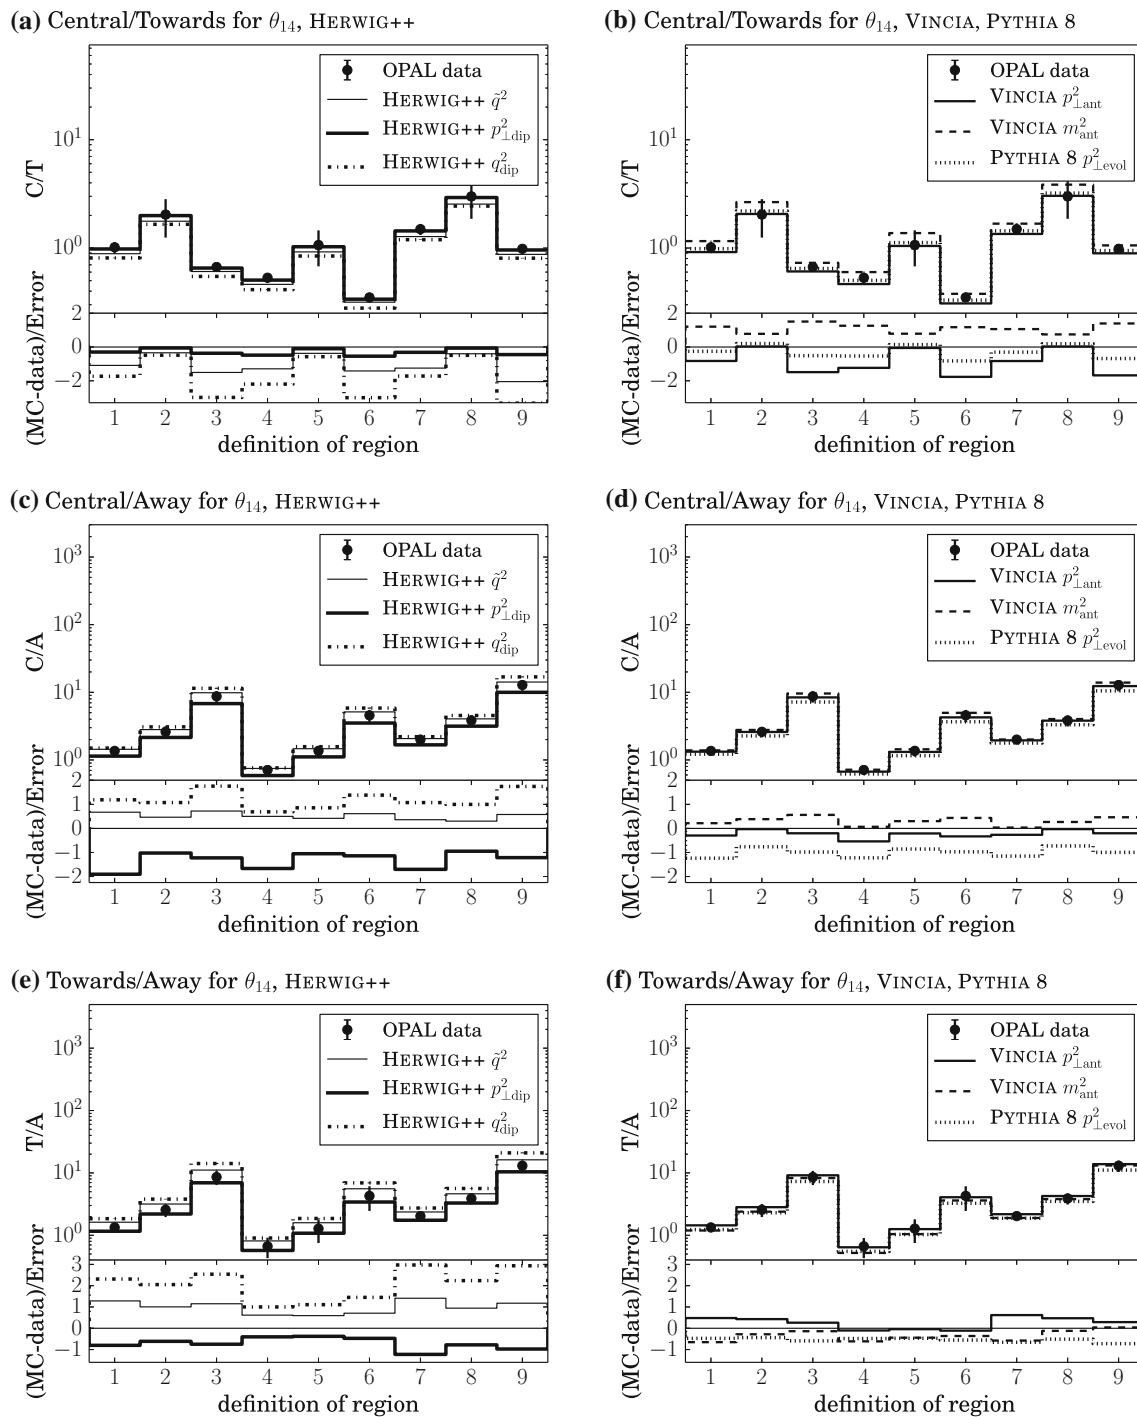 (a) Central/Towards for θ₁₄, HERWIG++
OPAL data
HERWIG++ q̃²
HERWIG++ p²⊥dip
HERWIG++ q²dip
C/T
10¹
10⁰
(MC-data)/Error
2
0
−2
1 2 3 4 5 6 7 8 9
definition of region
(b) Central/Towards for θ₁₄, VINCIA, PYTHIA 8
OPAL data
VINCIA p²⊥ant
VINCIA m²ant
PYTHIA 8 p²⊥evol
C/T
10¹
10⁰
(MC-data)/Error
2
0
−2
1 2 3 4 5 6 7 8 9
definition of region
(c) Central/Away for θ₁₄, HERWIG++
OPAL data
HERWIG++ q̃²
HERWIG++ p²⊥dip
HERWIG++ q²dip
C/A
10³
10²
10¹
10⁰
(MC-data)/Error
2
1
0
−1
−2
1 2 3 4 5 6 7 8 9
definition of region
(d) Central/Away for θ₁₄, VINCIA, PYTHIA 8
OPAL data
VINCIA p²⊥ant
VINCIA m²ant
PYTHIA 8 p²⊥evol
C/A
10³
10²
10¹
10⁰
(MC-data)/Error
2
1
0
−1
−2
1 2 3 4 5 6 7 8 9
definition of region
(e) Towards/Away for θ₁₄, HERWIG++
OPAL data
HERWIG++ q̃²
HERWIG++ p²⊥dip
HERWIG++ q²dip
T/A
10³
10²
10¹
10⁰
(MC-data)/Error
3
2
1
0
−1
1 2 3 4 5 6 7 8 9
definition of region
(f) Towards/Away for θ₁₄, VINCIA, PYTHIA 8
OPAL data
VINCIA p²⊥ant
VINCIA m²ant
PYTHIA 8 p²⊥evol
T/A
10³
10²
10¹
10⁰
(MC-data)/Error
3
2
1
0
−1
1 2 3 4 5 6 7 8 9
definition of region